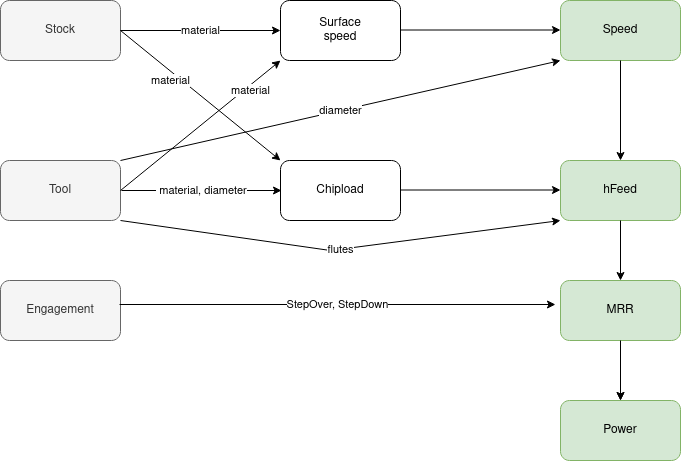 Stock
material
Surface
speed
Speed
material
material
diameter
Tool
material, diameter
Chipload
hFeed
flutes
Engagement
StepOver, StepDown
MRR
Power